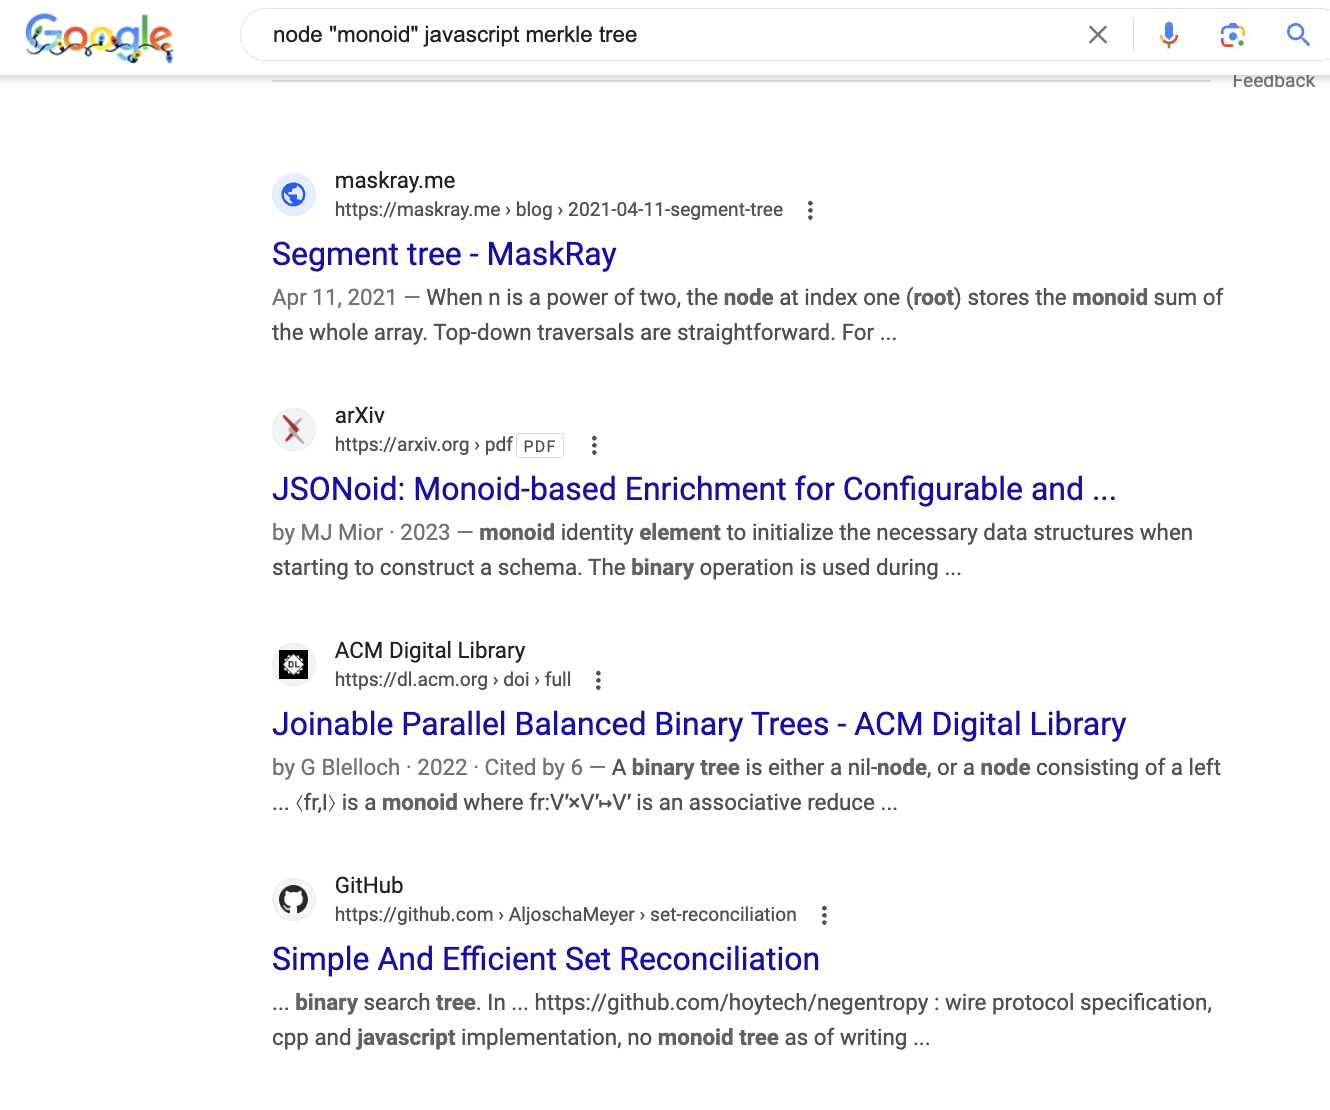 Google
node "monoid" javascript merkle tree
Feedback
maskray.me
https://maskray.me › blog › 2021-04-11-segment-tree
Segment tree - MaskRay
Apr 11, 2021 — When n is a power of two, the node at index one (root) stores the monoid sum of
the whole array. Top-down traversals are straightforward. For ...
arXiv
https://arxiv.org › pdf PDF
JSONoid: Monoid-based Enrichment for Configurable and ...
by MJ Mior · 2023 — monoid identity element to initialize the necessary data structures when
starting to construct a schema. The binary operation is used during ...
DL
ACM Digital Library
https://dl.acm.org › doi › full
Joinable Parallel Balanced Binary Trees - ACM Digital Library
by G Blelloch · 2022 · Cited by 6 — A binary tree is either a nil-node, or a node consisting of a left
... ⟨fr,I⟩ is a monoid where fr:V′×V′↦V′ is an associative reduce ...
GitHub
https://github.com › AljoschaMeyer › set-reconciliation
Simple And Efficient Set Reconciliation
... binary search tree. In ... https://github.com/hoytech/negentropy : wire protocol specification,
cpp and javascript implementation, no monoid tree as of writing ...